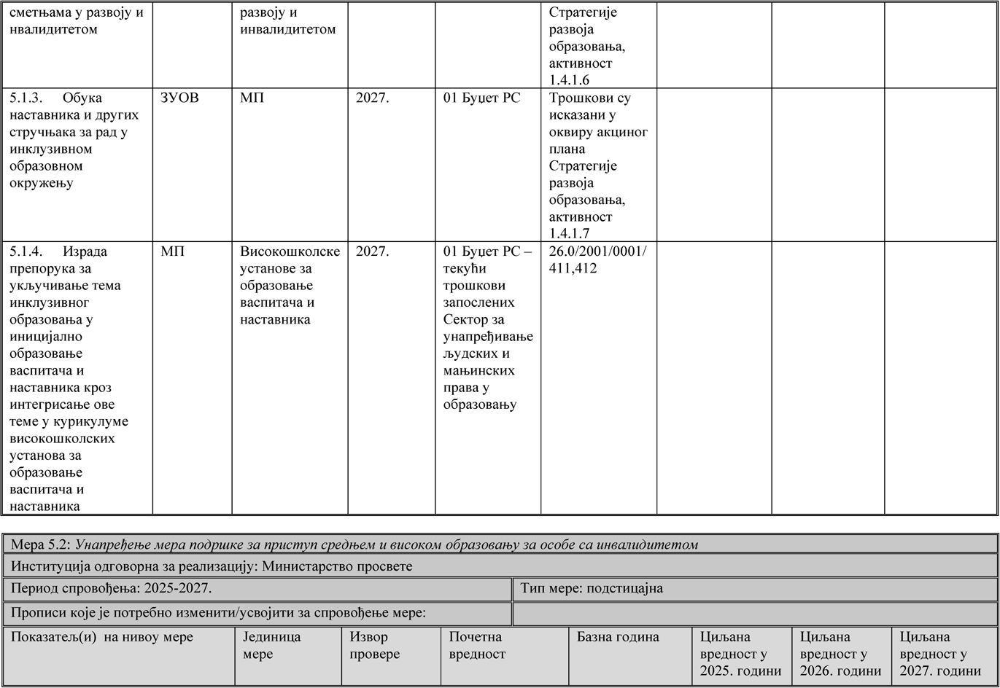 сметњама у развоју и
нвалидитетом
развоју и
инвалидитетом
Стратегије
развоја
образовања,
активност
1.4.1.6
5.1.3. Обука
наставника и других
стручњака за рад у
инклузивном
образовном
окружењу
ЗУОВ
МП
2027.
01 Буџет РС
Трошкови су
исказани у
оквиру акциног
плана
Стратегије
развоја
образовања,
активност
1.4.1.7
5.1.4. Израда
препорука за
укључивање тема
инклузивног
образовања у
иницијално
образовање
васпитача и
наставника кроз
интегрисање ове
теме у курикулуме
високошколских
установа за
образовање
васпитача и
наставника
МП
Високошколске
установе за
образовање
васпитача и
наставника
2027.
01 Буџет РС –
текући
трошкови
запослених
Сектор за
унапређивање
људских и
мањинских
права у
образовању
26.0/2001/0001/
411,412
Мера 5.2: Унапређење мера подршке за приступ средњем и високом образовању за особе са инвалидитетом
Институција одговорна за реализацију: Министарство просвете
Период спровођења: 2025-2027.
Тип мере: подстицајна
Прописи које је потребно изменити/усвојити за спровођење мере:
Показатељ(и) на нивоу мере
Јединица
мере
Извор
провере
Почетна
вредност
Базна година
Циљана
вредност у
2025. години
Циљана
вредност у
2026. години
Циљана
вредност у
2027. години